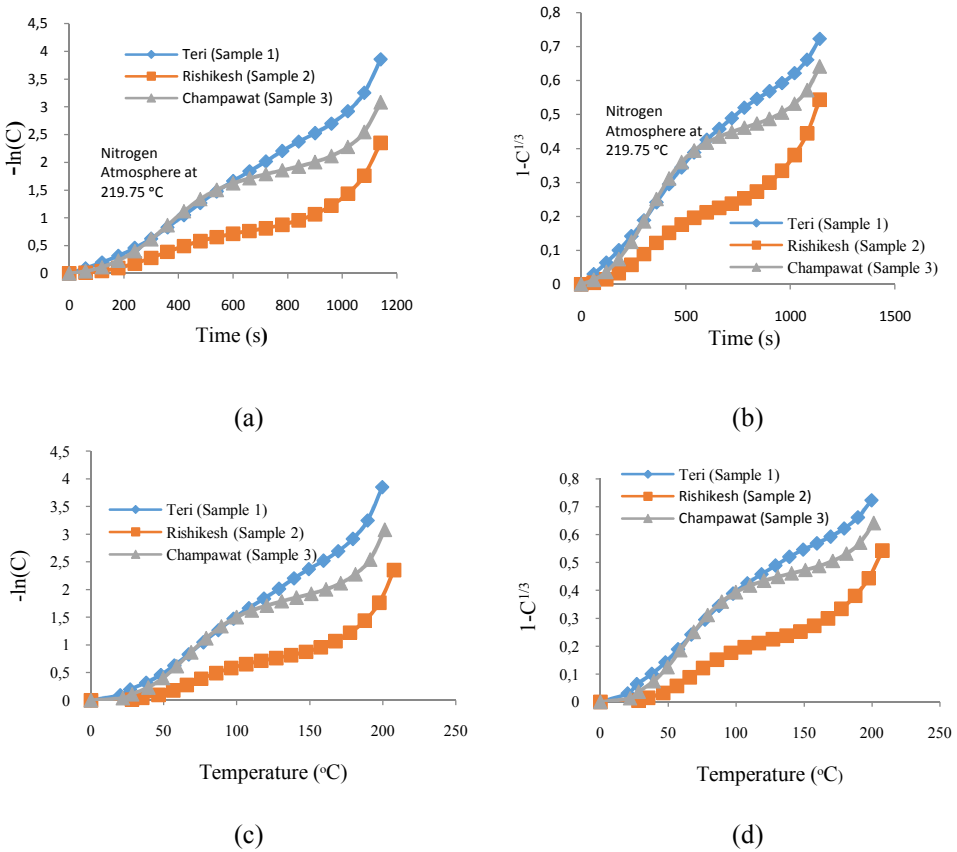 4,5
4
3,5
3
2,5
2
1,5
1
0,5
0
-ln(C)
Teri (Sample 1)
Rishikesh (Sample 2)
Champawat (Sample 3)
Nitrogen
Atmosphere at
219.75 ºC
0 200 400 600 800 1000 1200 1400
Time (s)
(a)
0,8
0,7
0,6
0,5
0,4
0,3
0,2
0,1
0
1-C^1/3
Nitrogen
Atmosphere at
219.75 ºC
Teri (Sample 1)
Rishikesh (Sample 2)
Champawat (Sample 3)
0 500 1000 1500
Time (s)
(b)
4,5
4
3,5
3
2,5
2
1,5
1
0,5
0
-ln(C)
Teri (Sample 1)
Rishikesh (Sample 2)
Champawat (Sample 3)
0 50 100 150 200 250
Temperature (ºC)
(c)
0,8
0,7
0,6
0,5
0,4
0,3
0,2
0,1
0
1-C^1/3
Teri (Sample 1)
Rishikesh (Sample 2)
Champawat (Sample 3)
0 50 100 150 200 250
Temperature (ºC)
(d)